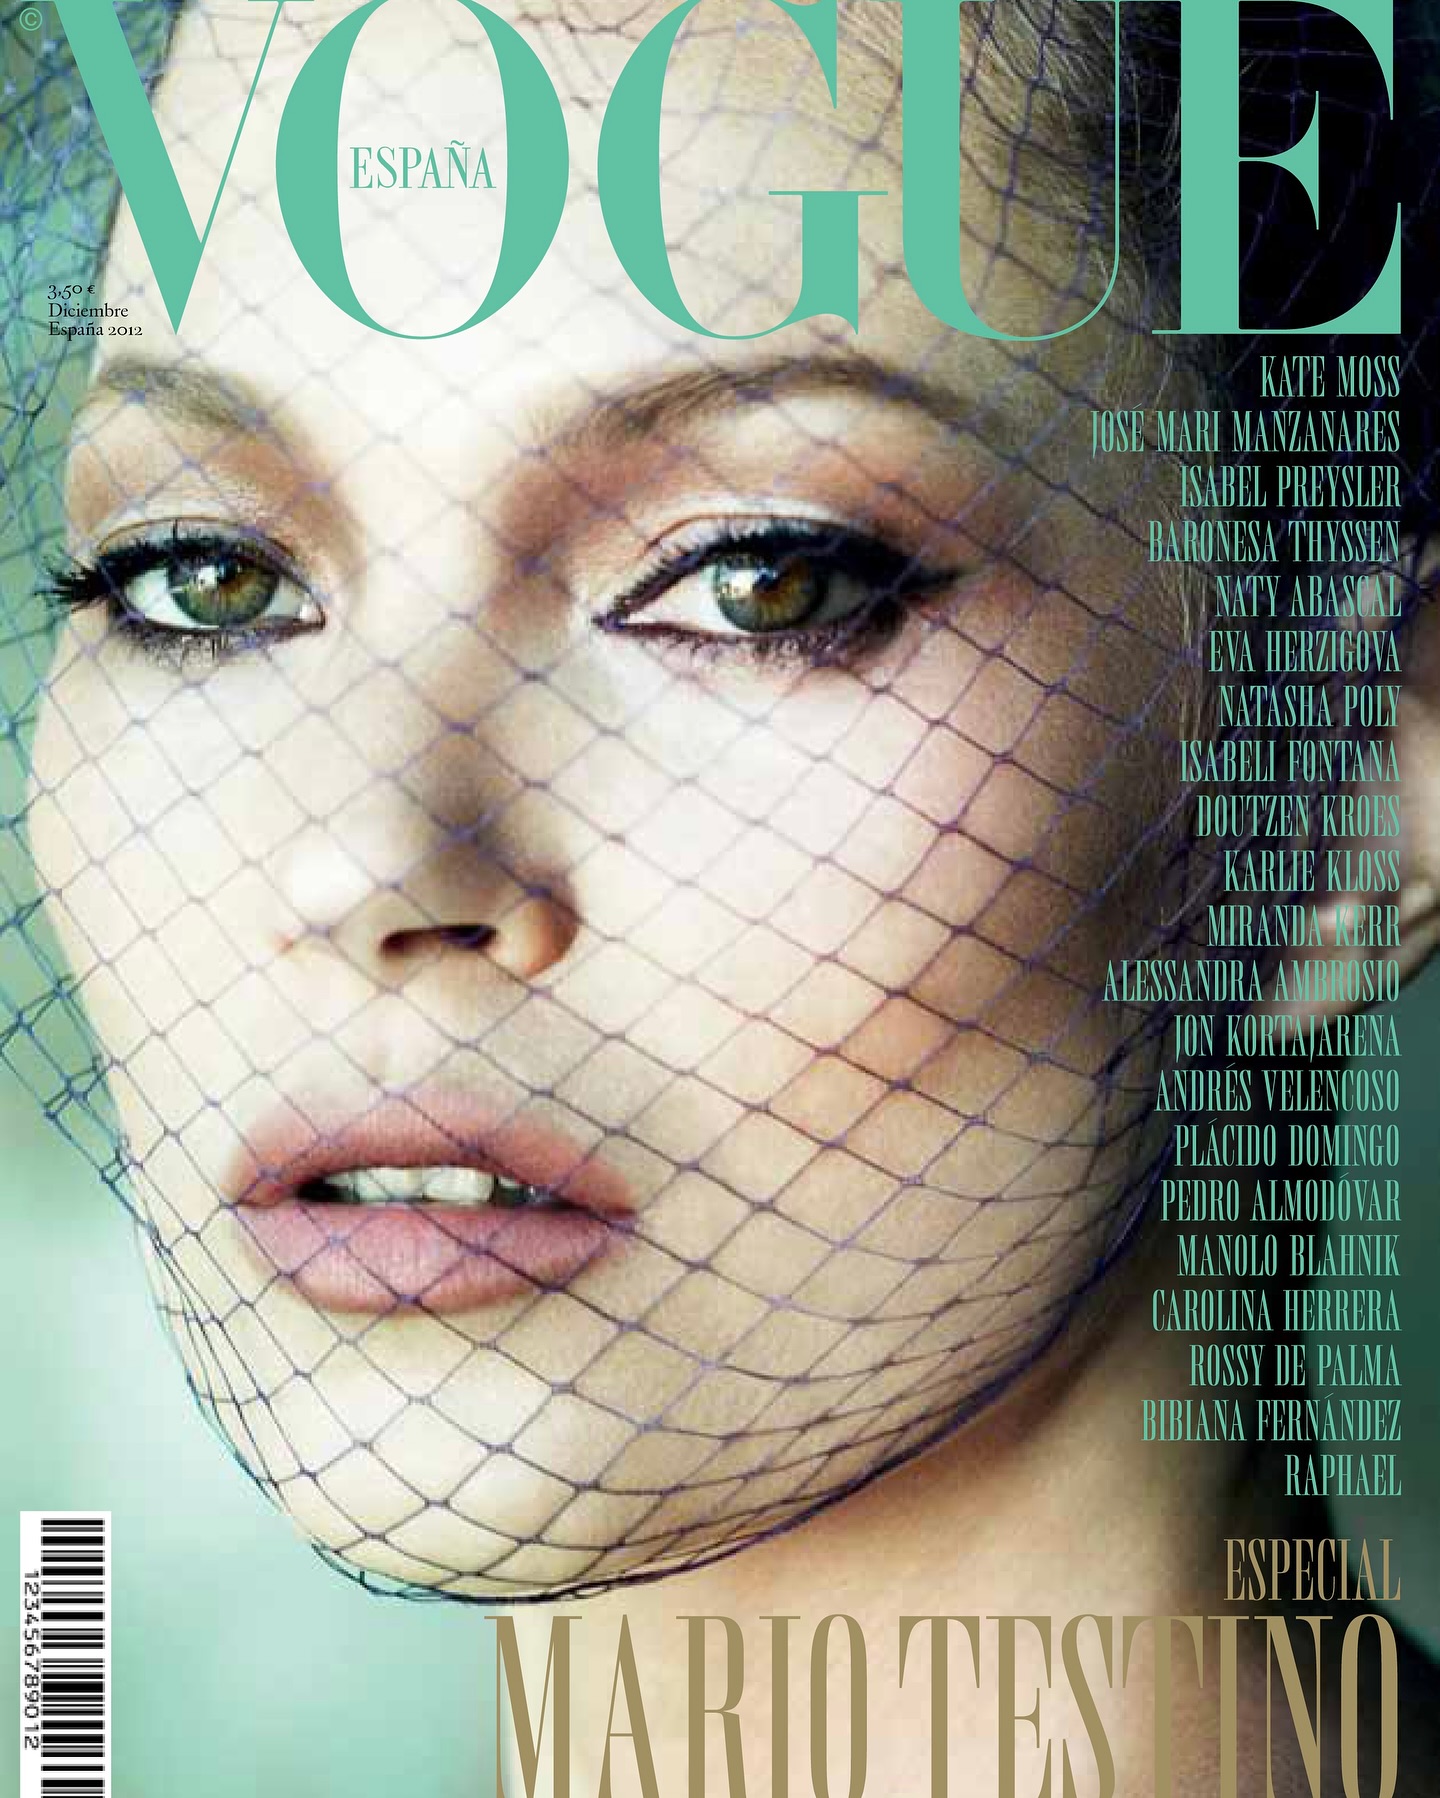 ©
VOGUE
ESPAÑA
3,50 €
Diciembre
España 2012
KATE MOSS
JOSÉ MARI MANZANARES
ISABEL PREYSLER
BARONESA THYSSEN
NATY ABASCAL
EVA HERZIGOVA
NATASHA POLY
ISABELI FONTANA
DOUTZEN KROES
KARLIE KLOSS
MIRANDA KERR
ALESSANDRA AMBROSIO
JON KORTAJARENA
ANDRÉS VELENCOSO
PLÁCIDO DOMINGO
PEDRO ALMODÓVAR
MANOLO BLAHNIK
CAROLINA HERRERA
ROSSY DE PALMA
BIBIANA FERNÁNDEZ
RAPHAEL
ESPECIAL
MARIO TESTINO
123456789012